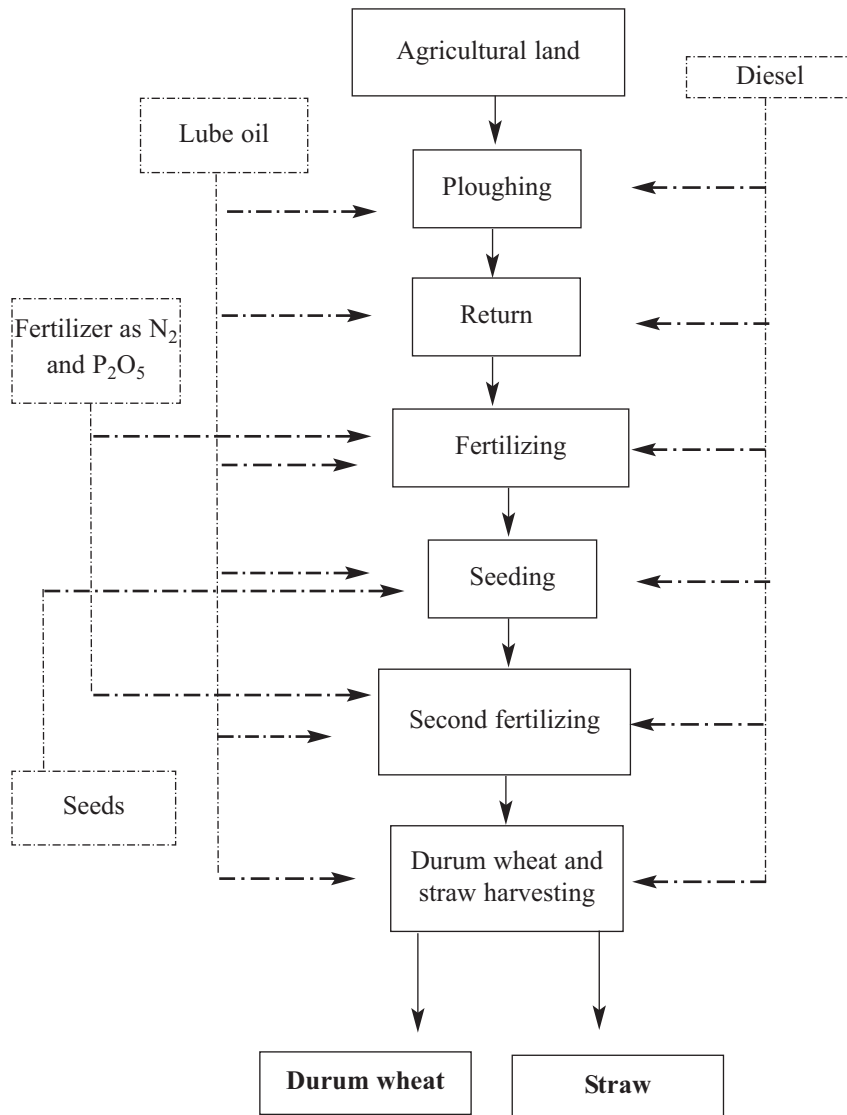 Agricultural land
Diesel
Lube oil
Ploughing
Return
Fertilizer as N₂
and P₂O₅
Fertilizing
Seeding
Second fertilizing
Seeds
Durum wheat and
straw harvesting
Durum wheat
Straw